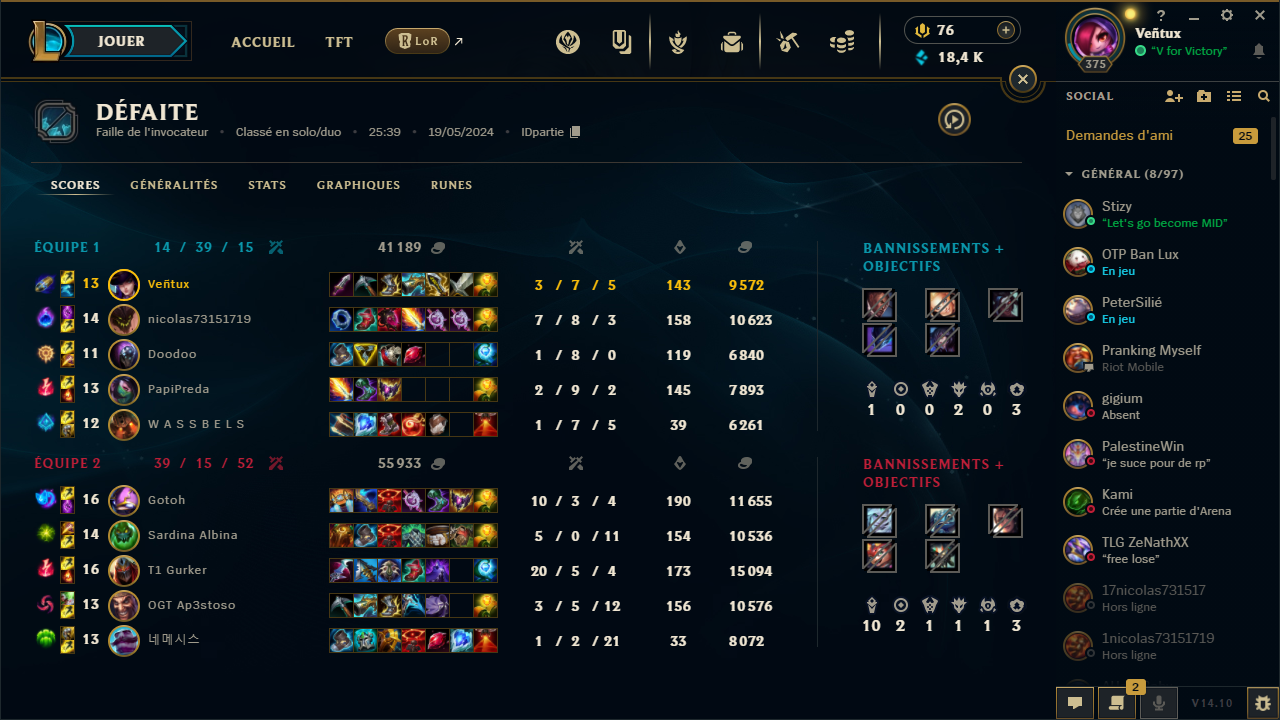 JOUER
ACCUEIL
TFT
LoR
76
18,4 K
375
?
Veñtux
“V for Victory”
DÉFAITE
Faille de l'invocateur • Classé en solo/duo • 25:39 • 19/05/2024 • IDpartie
SCORES GÉNÉRALITÉS STATS GRAPHIQUES RUNES
ÉQUIPE 1 14 / 39 / 15 41 189
13 Veñtux 3 / 7 / 5 143 9 572
14 nicolas73151719 7 / 8 / 3 158 10 623
11 Doodoo 1 / 8 / 0 119 6 840
13 PapiPreda 2 / 9 / 2 145 7 893
12 W A S S B E L S 1 / 7 / 5 39 6 261
BANNISSEMENTS +
OBJECTIFS
1 0 0 2 0 3
ÉQUIPE 2 39 / 15 / 52 55 933
16 Gotoh 10 / 3 / 4 190 11 655
14 Sardina Albina 5 / 0 / 11 154 10 536
16 T1 Gurker 20 / 5 / 4 173 15 094
13 OGT Ap3stoso 3 / 5 / 12 156 10 576
13 네메시스 1 / 2 / 21 33 8 072
BANNISSEMENTS +
OBJECTIFS
10 2 1 1 1 3
SOCIAL
Demandes d'ami 25
GÉNÉRAL (8/97)
Stizy
“Let's go become MID”
OTP Ban Lux
En jeu
PeterSilié
En jeu
Pranking Myself
Riot Mobile
gigium
Absent
PalestineWin
“je suce pour de rp”
Kami
Crée une partie d'Arena
TLG ZeNathXX
“free lose”
17nicolas731517
Hors ligne
1nicolas73151719
Hors ligne
2
V14.10